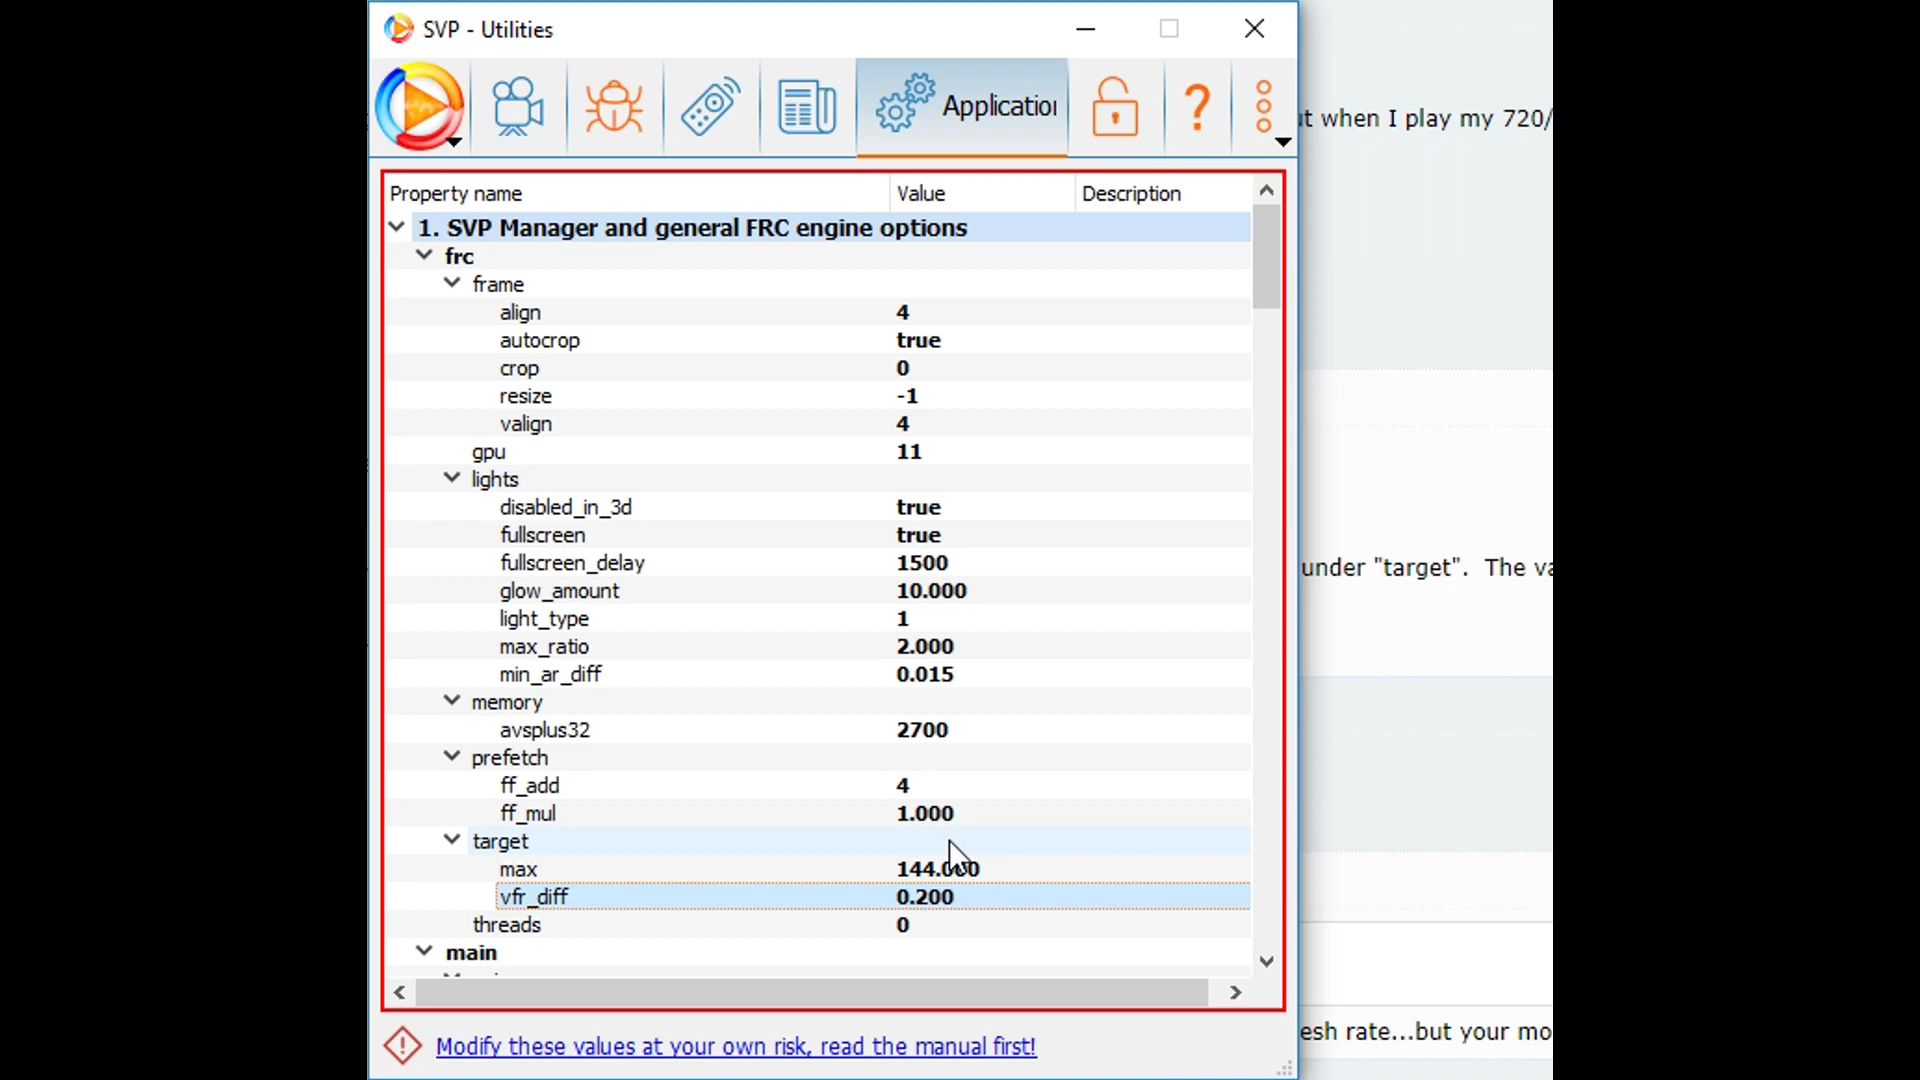 SVP - Utilities
Application
Property name Value Description
1. SVP Manager and general FRC engine options
frc
frame
align 4
autocrop true
crop 0
resize -1
valign 4
gpu 11
lights
disabled_in_3d true
fullscreen true
fullscreen_delay 1500
glow_amount 10.000
light_type 1
max_ratio 2.000
min_ar_diff 0.015
memory
avsplus32 2700
prefetch
ff_add 4
ff_mul 1.000
target
max 144.000
vfr_diff 0.200
threads 0
main
Modify these values at your own risk, read the manual first!
when I play my 720/
under "target". The
rate...but your